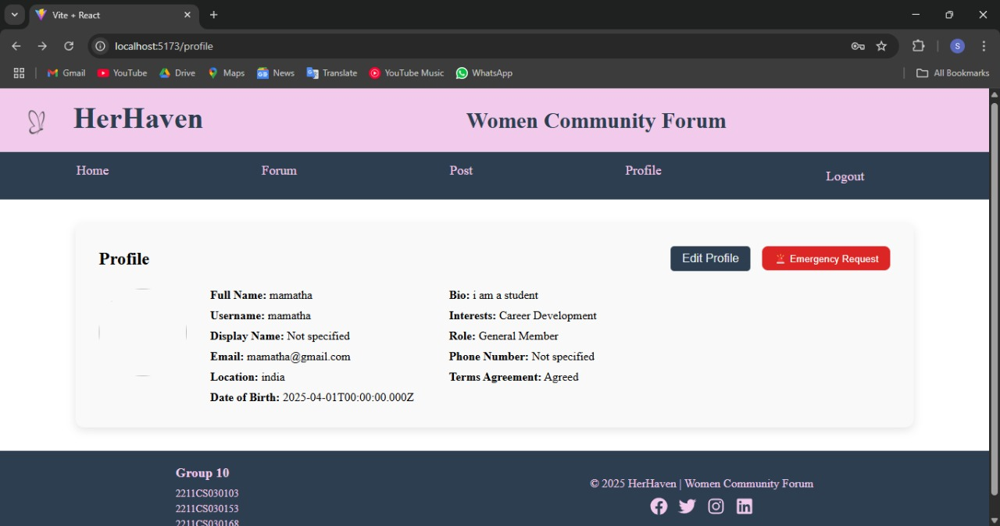 Vite + React
localhost:5173/profile
S
Gmail YouTube Drive Maps News Translate YouTube Music WhatsApp All Bookmarks
HerHaven Women Community Forum
Home Forum Post Profile Logout
Profile Edit Profile Emergency Request
Full Name: mamatha
Username: mamatha
Display Name: Not specified
Email: mamatha@gmail.com
Location: india
Date of Birth: 2025-04-01T00:00:00.000Z
Bio: i am a student
Interests: Career Development
Role: General Member
Phone Number: Not specified
Terms Agreement: Agreed
Group 10
2211CS030103
2211CS030153
2211CS030168
© 2025 HerHaven | Women Community Forum